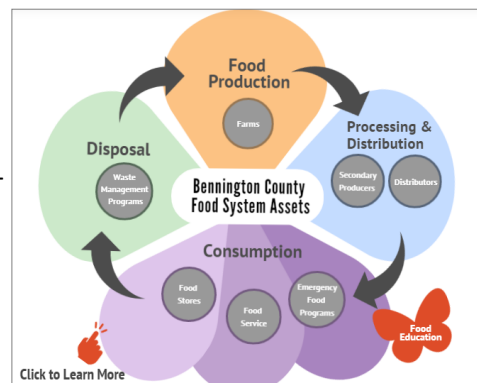 Food
Production
Farms
Processing &
Distribution
Secondary
Producers
Distributors
Disposal
Waste
Management
Programs
Bennington County
Food System Assets
Consumption
Food
Stores
Food
Service
Emergency
Food
Programs
Food
Education
Click to Learn More